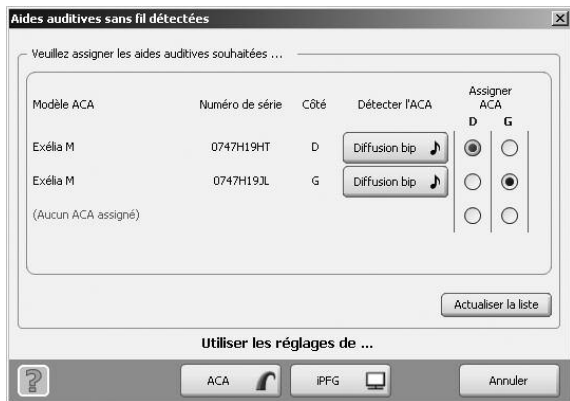 Aides auditives sans fil détectées
Veuillez assigner les aides auditives souhaitées ...
Modèle ACA Numéro de série Côté Détecter l'ACA Assigner ACA
D G
Exélia M 0747H19HT D Diffusion bip
Exélia M 0747H19JL G Diffusion bip
(Aucun ACA assigné)
Actualiser la liste
Utiliser les réglages de ...
? ACA iPFG Annuler